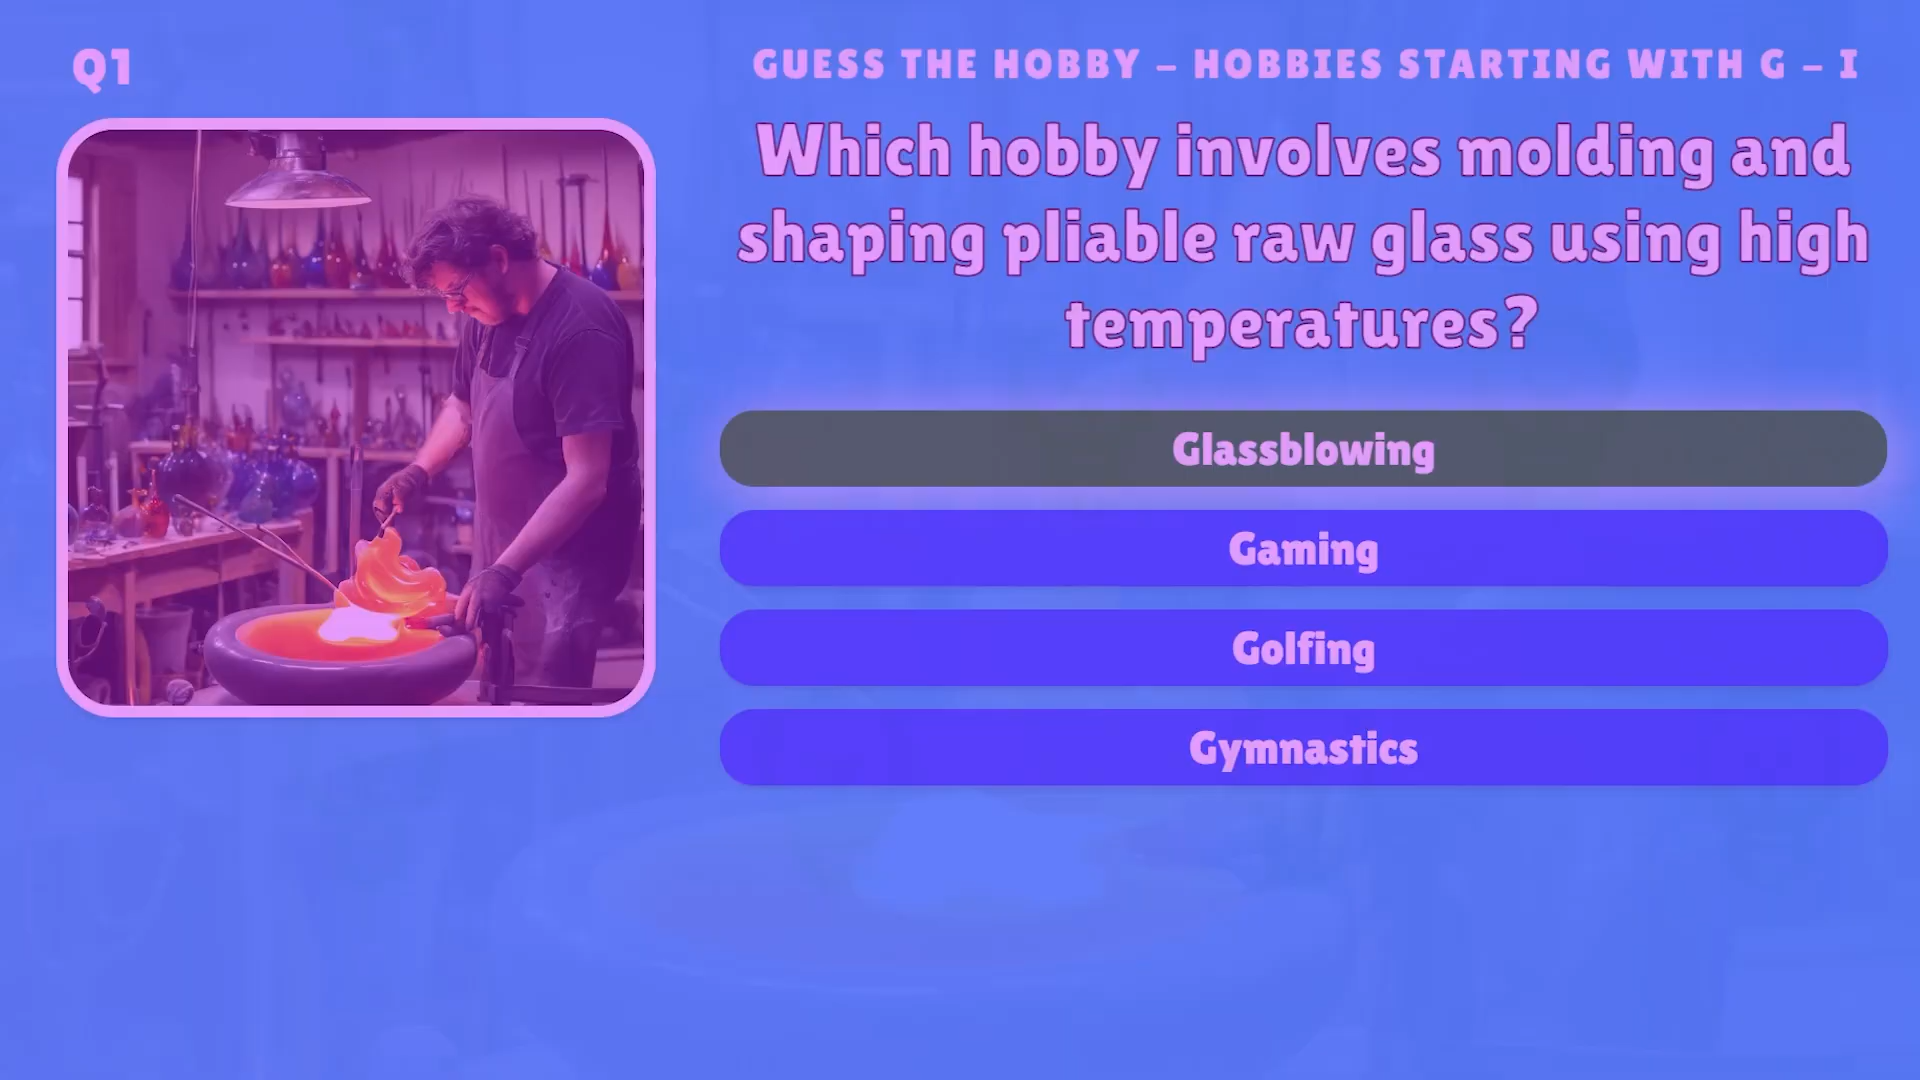 Q1
GUESS THE HOBBY – HOBBIES STARTING WITH G – I
Which hobby involves molding and
shaping pliable raw glass using high
temperatures?
Glassblowing
Gaming
Golfing
Gymnastics